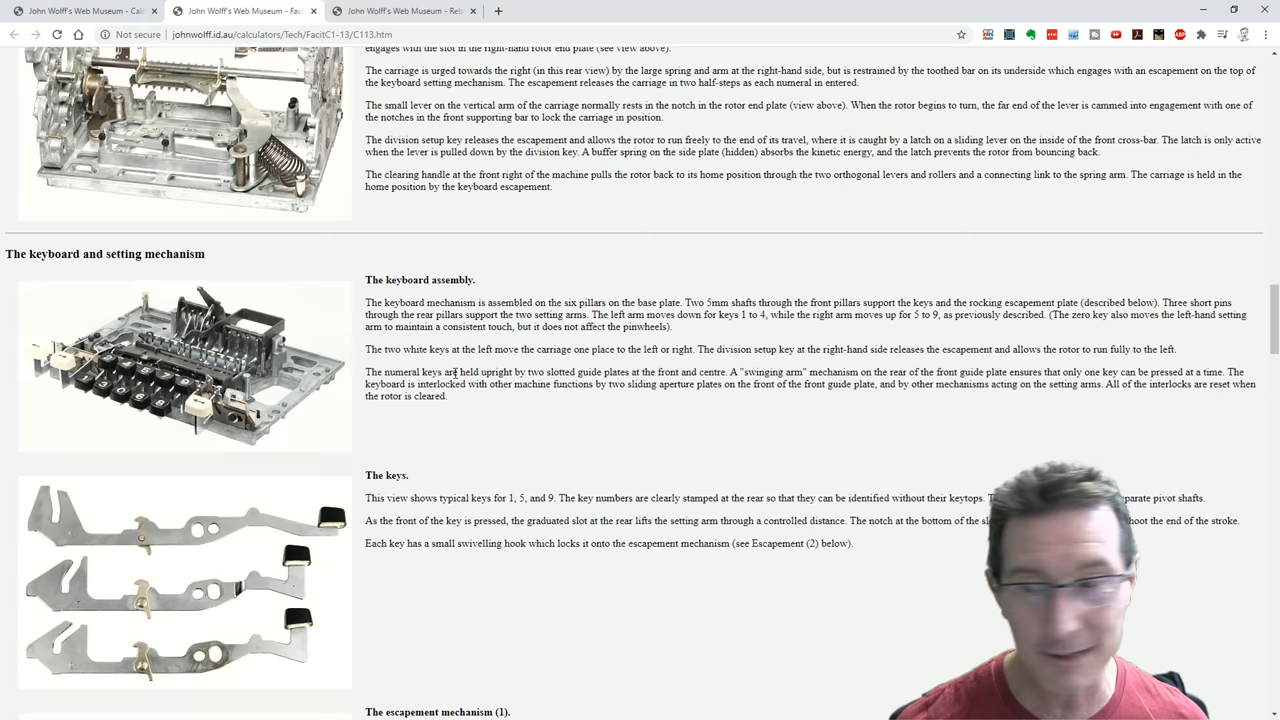 John Wolff's Web Museum - Cal
John Wolff's Web Museum - Faci
John Wolff's Web Museum - Reb
Not secure
johnwolff.id.au/calculators/Tech/FacitC1-13/C113.htm
engages with the slot in the right-hand rotor end plate (see view above).
The carriage is urged towards the right (in this rear view) by the large spring and arm at the right-hand side, but is restrained by the toothed bar on its underside which engages with an escapement on the top of
the keyboard setting mechanism. The escapement releases the carriage in two half-steps as each numeral in entered.
The small lever on the vertical arm of the carriage normally rests in the notch in the rotor end plate (view above). When the rotor begins to turn, the far end of the lever is cammed into engagement with one of
the notches in the front supporting bar to lock the carriage in position.
The division setup key releases the escapement and allows the rotor to run freely to the end of its travel, where it is caught by a latch on a sliding lever on the inside of the front cross-bar. The latch is only active
when the lever is pulled down by the division key. A buffer spring on the side plate (hidden) absorbs the kinetic energy, and the latch prevents the rotor from bouncing back.
The clearing handle at the front right of the machine pulls the rotor back to its home position through the two orthogonal levers and rollers and a connecting link to the spring arm. The carriage is held in the
home position by the keyboard escapement.
The keyboard and setting mechanism
The keyboard assembly.
The keyboard mechanism is assembled on the six pillars on the base plate. Two 5mm shafts through the front pillars support the keys and the rocking escapement plate (described below). Three short pins
through the rear pillars support the two setting arms. The left arm moves down for keys 1 to 4, while the right arm moves up for 5 to 9, as previously described. (The zero key also moves the left-hand setting
arm to maintain a consistent touch, but it does not affect the pinwheels).
The two white keys at the left move the carriage one place to the left or right. The division setup key at the right-hand side releases the escapement and allows the rotor to run fully to the left.
The numeral keys are held upright by two slotted guide plates at the front and centre. A "swinging arm" mechanism on the rear of the front guide plate ensures that only one key can be pressed at a time. The
keyboard is interlocked with other machine functions by two sliding aperture plates on the front of the front guide plate, and by other mechanisms acting on the setting arms. All of the interlocks are reset when
the rotor is cleared.
The keys.
This view shows typical keys for 1, 5, and 9. The key numbers are clearly stamped at the rear so that they can be identified without their keytops. pivot shafts.
As the front of the key is pressed, the graduated slot at the rear lifts the setting arm through a controlled distance. The notch at the bottom of the the end of the stroke.
Each key has a small swivelling hook which locks it onto the escapement mechanism (see Escapement (2) below).
The escapement mechanism (1).